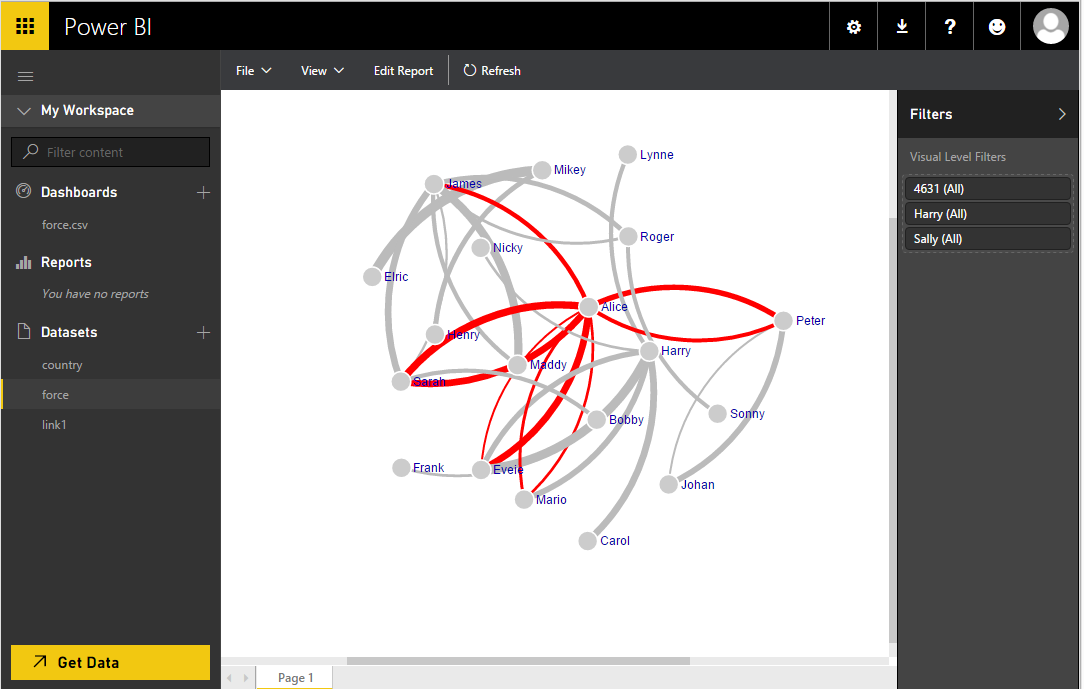 Power BI
?
File View Edit Report Refresh
My Workspace
Filter content
Dashboards
force.csv
Reports
You have no reports
Datasets
country
force
link1
Get Data
Lynne
Mikey
James
Roger
Nicky
Elric
Alice
Peter
Henry
Harry
Maddy
Sarah
Sonny
Bobby
Frank
Eveie
Johan
Mario
Carol
Page 1
Filters
Visual Level Filters
4631 (All)
Harry (All)
Sally (All)